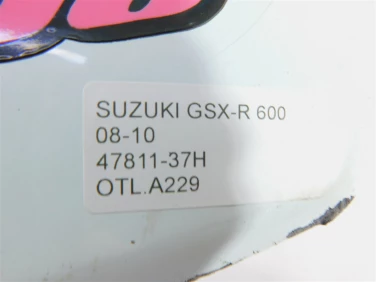 SUZUKI GSX-R 600
08-10
47811-37H
OTL.A229